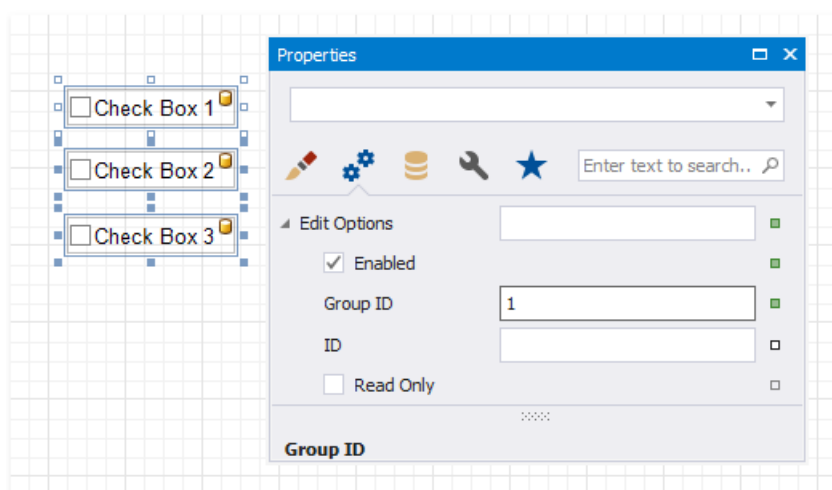 Properties
Check Box 1
Check Box 2
Enter text to search..
Check Box 3
Edit Options
Enabled
Group ID 1
ID
Read Only
Group ID